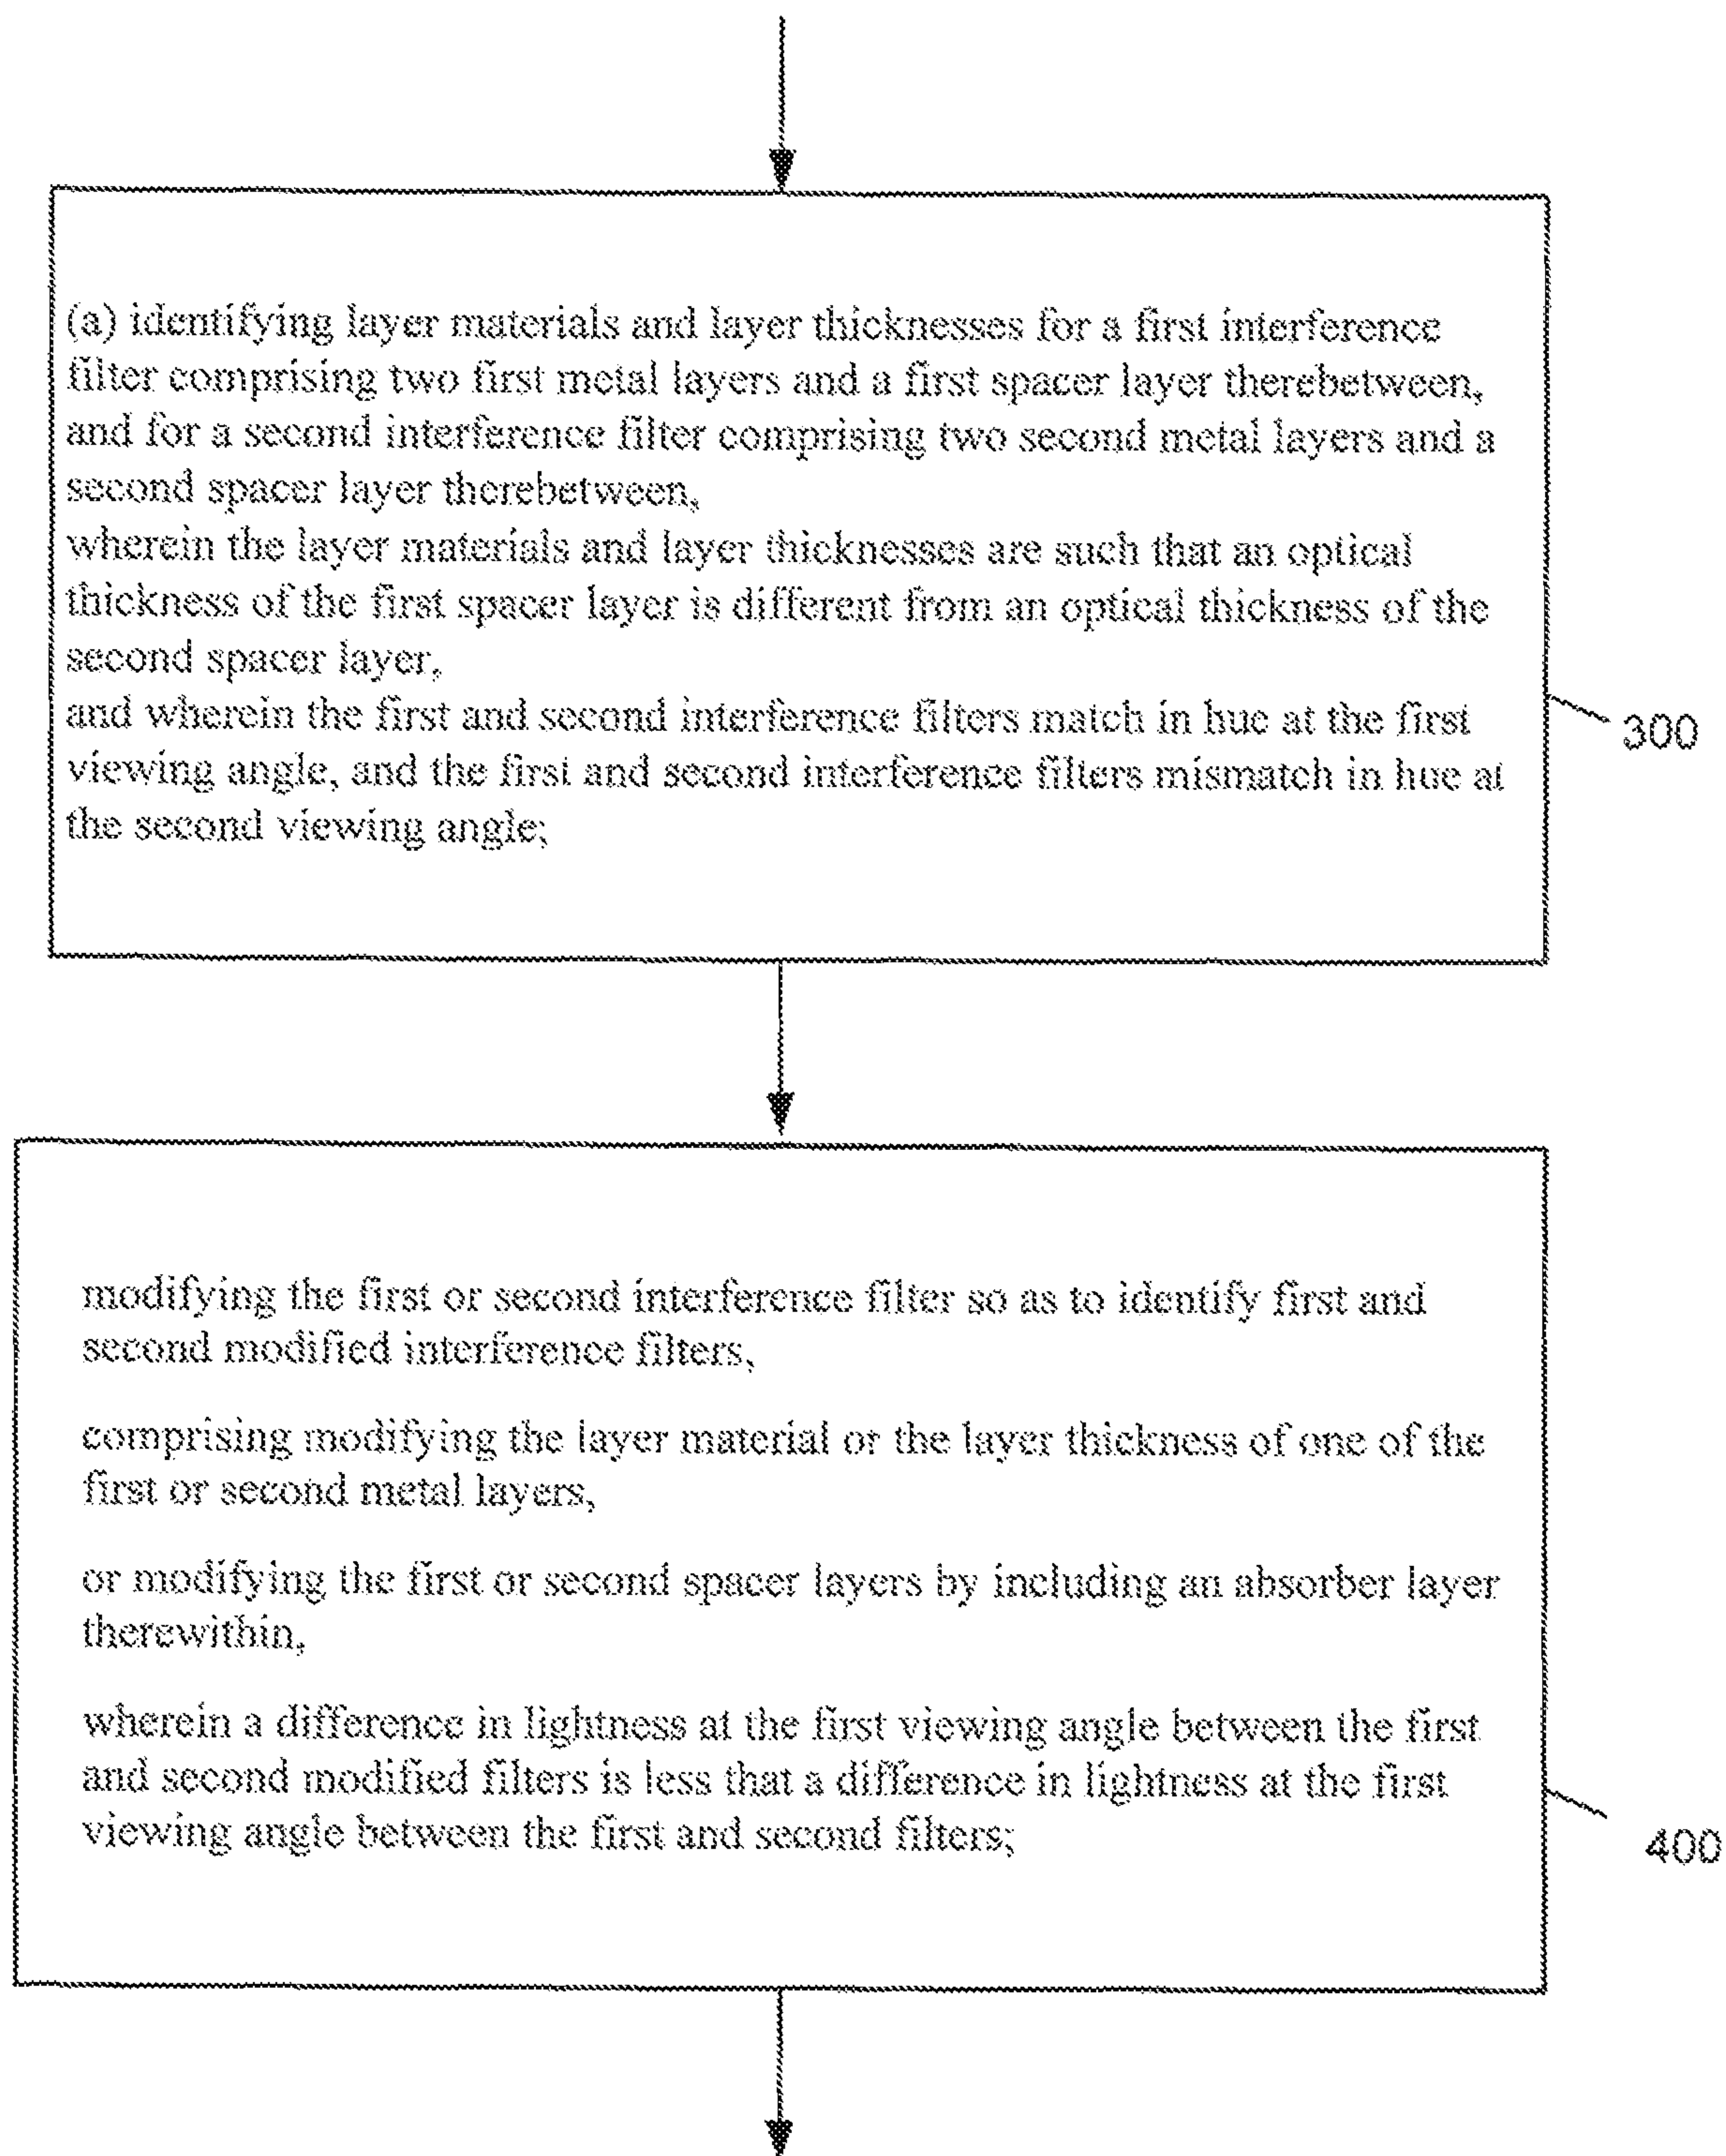 (a) identifying layer materials and layer thicknesses for a first interference
filter comprising two first metal layers and a first spacer layer therebetween,
and for a second interference filter comprising two second metal layers and a
second spacer layer therebetween,
wherein the layer materials and layer thicknesses are such that an optical
thickness of the first spacer layer is different from an optical thickness of the
second spacer layer,
and wherein the first and second interference filters match in hue at the first
viewing angle, and the first and second interference filters mismatch in hue at
the second viewing angle;
300
modifying the first or second interference filter so as to identify first and
second modified interference filters,
comprising modifying the layer material or the layer thickness of one of the
first or second metal layers,
or modifying the first or second spacer layers by including an absorber layer
therewithin,
wherein a difference in lightness at the first viewing angle between the first
and second modified filters is less that a difference in lightness at the first
viewing angle between the first and second filters;
400